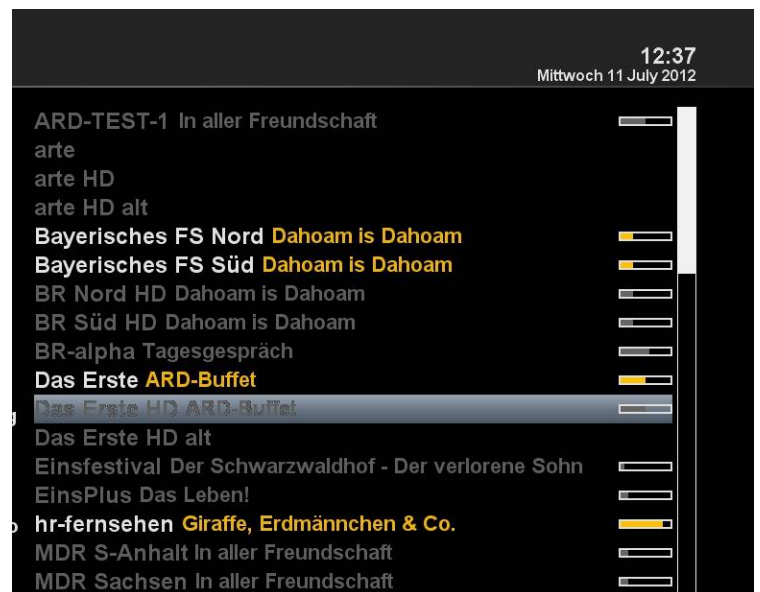 12:37
Mittwoch 11 July 2012
ARD-TEST-1 In aller Freundschaft
arte
arte HD
arte HD alt
Bayerisches FS Nord Dahoam is Dahoam
Bayerisches FS Süd Dahoam is Dahoam
BR Nord HD Dahoam is Dahoam
BR Süd HD Dahoam is Dahoam
BR-alpha Tagesgespräch
Das Erste ARD-Buffet
Das Erste HD ARD-Buffet
Das Erste HD alt
Einsfestival Der Schwarzwaldhof - Der verlorene Sohn
EinsPlus Das Leben!
hr-fernsehen Giraffe, Erdmännchen & Co.
MDR S-Anhalt In aller Freundschaft
MDR Sachsen In aller Freundschaft